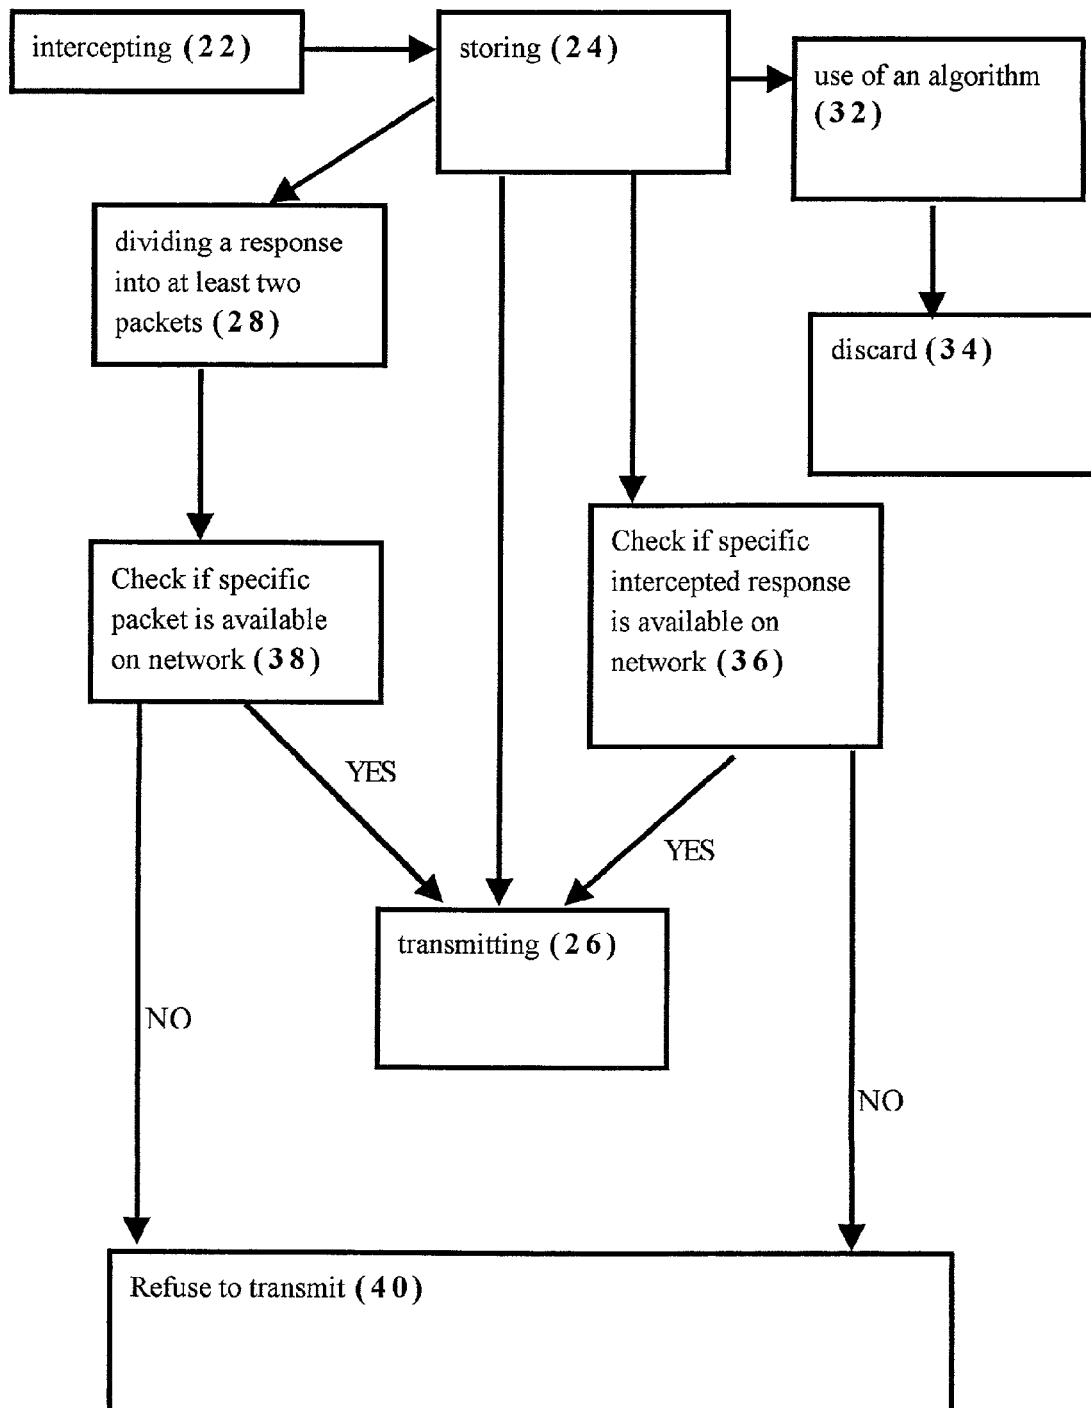 intercepting (22)
storing (24)
use of an algorithm
(32)
dividing a response
into at least two
packets (28)
discard (34)
Check if specific
intercepted response
is available on
network (36)
Check if specific
packet is available
on network (38)
YES
YES
transmitting (26)
NO
NO
Refuse to transmit (40)